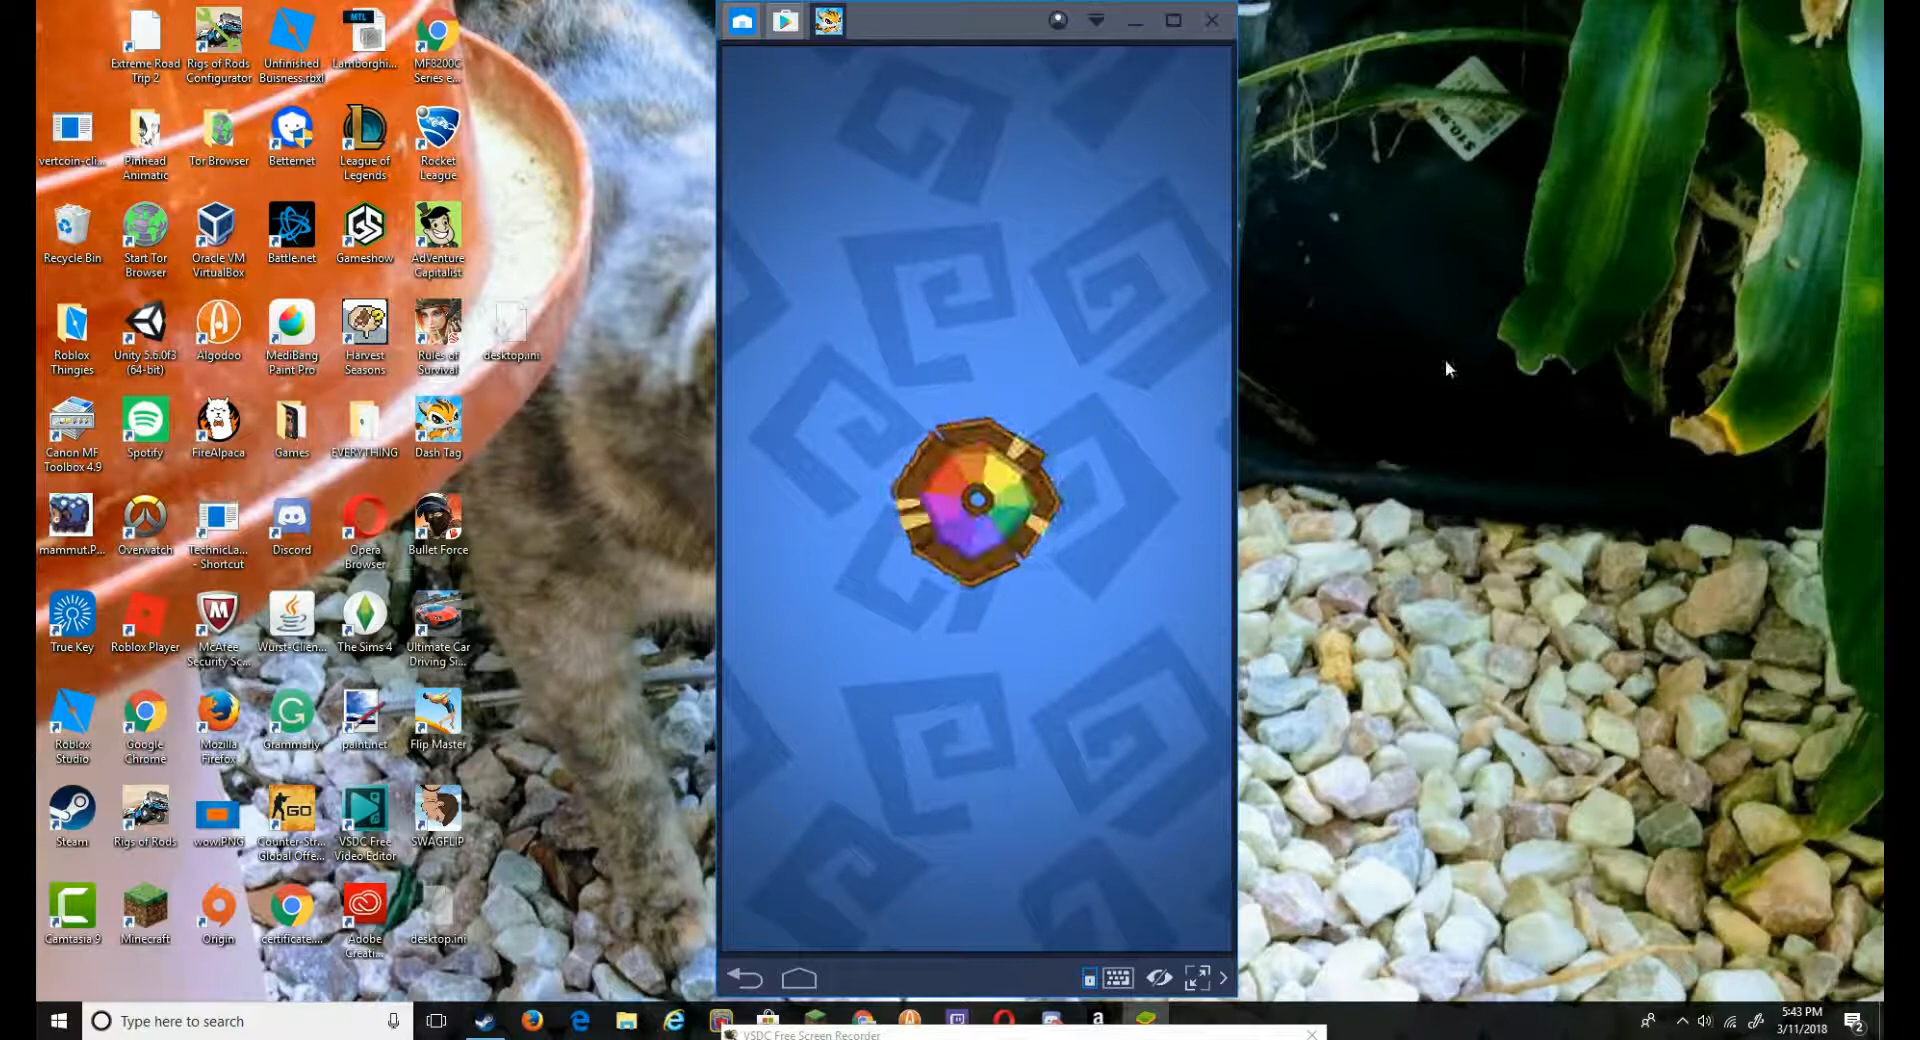 Extreme Road
Trip 2
Rigs of Rods
Configurator
Unfinished
Buisness.rbxl
MTL
Lamborghi...
MF8200C
Series e...
vertcoin-cli...
Pinhead
Animatic
Tor Browser
Betternet
League of
Legends
Rocket
League
Recycle Bin
Start Tor
Browser
Oracle VM
VirtualBox
Battle.net
GS
Gameshow
AdVenture
Capitalist
Roblox
Thingies
Unity 5.6.0f3
(64-bit)
Algodoo
MediBang
Paint Pro
Harvest
Seasons
Rules of
Survival
desktop.ini
Canon MF
Toolbox 4.9
Spotify
FireAlpaca
Games
EVERYTHING
Dash Tag
mammut.P...
Overwatch
TechnicLa...
- Shortcut
Discord
Opera
Browser
Bullet Force
True Key
Roblox Player
McAfee
Security Sc...
Wurst-Clien...
The Sims 4
Ultimate Car
Driving Si...
Roblox
Studio
Google
Chrome
Mozilla
Firefox
Grammarly
paint.net
Flip Master
Steam
Rigs of Rods
wow.PNG
GO
Counter-Str...
Global Offe...
VSDC Free
Video Editor
SWAGFLIP
Camtasia 9
Minecraft
Origin
certificate....
Adobe
Creati...
desktop.ini
Type here to search
VSDC Free Screen Recorder
5:43 PM
3/11/2018
2